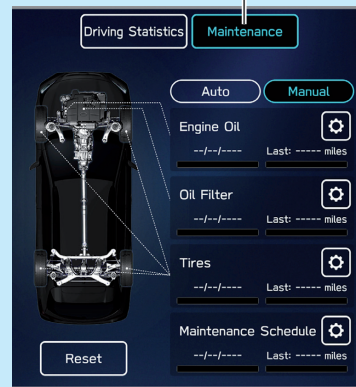 Driving Statistics
Maintenance
Auto
Manual
Engine Oil
--/--/----
Last: ----- miles
Oil Filter
--/--/----
Last: ----- miles
Tires
--/--/----
Last: ----- miles
Maintenance Schedule
--/--/----
Last: ----- miles
Reset